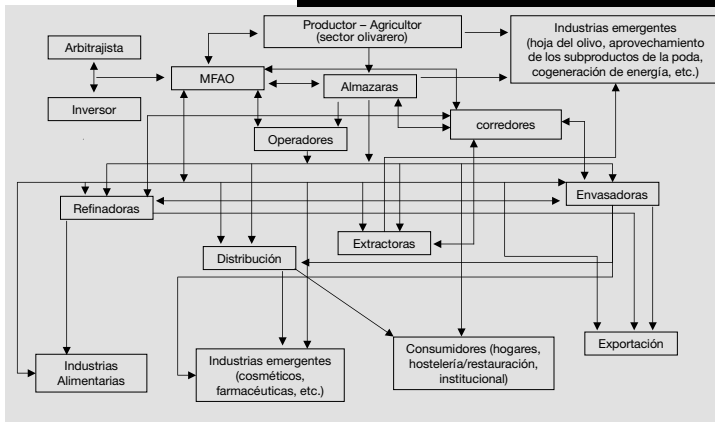 Productor – Agricultor
(sector olivarero)
Industrias emergentes
(hoja del olivo, aprovechamiento
de los subproductos de la poda,
cogeneración de energía, etc.)
Arbitrajista
MFAO
Almazaras
Inversor
corredores
Operadores
Refinadoras
Envasadoras
Extractoras
Distribución
Industrias
Alimentarias
Industrias emergentes
(cosméticos,
farmacéuticas, etc.)
Consumidores (hogares,
hostelería/restauración,
institucional)
Exportación